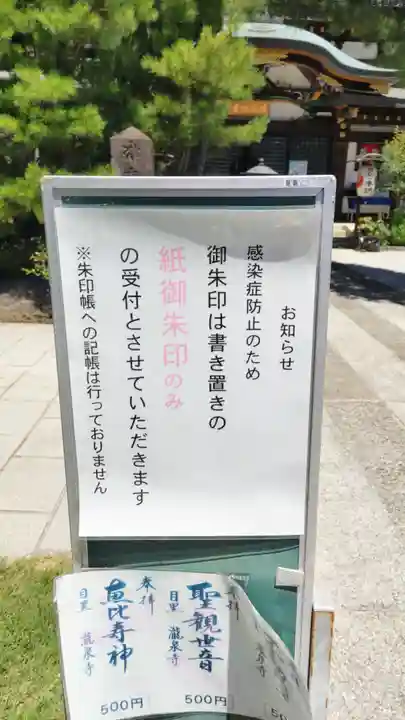 お知らせ
感染症防止のため
御朱印は書き置きの
紙御朱印のみ
の受付とさせていただきます
※朱印帳への記帳は行っておりません
聖観世音
目黒 瀧泉寺
500円
奉拝
恵比寿神
目黒 瀧泉寺
500円